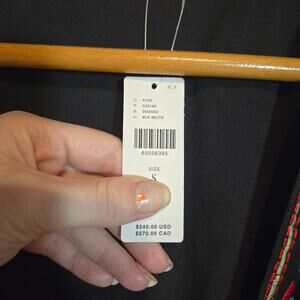 C: 4130
S: 
D: 
C: BLK MOTIF
65026395
SIZE
S
$240.00 USD
$270.00 CAD